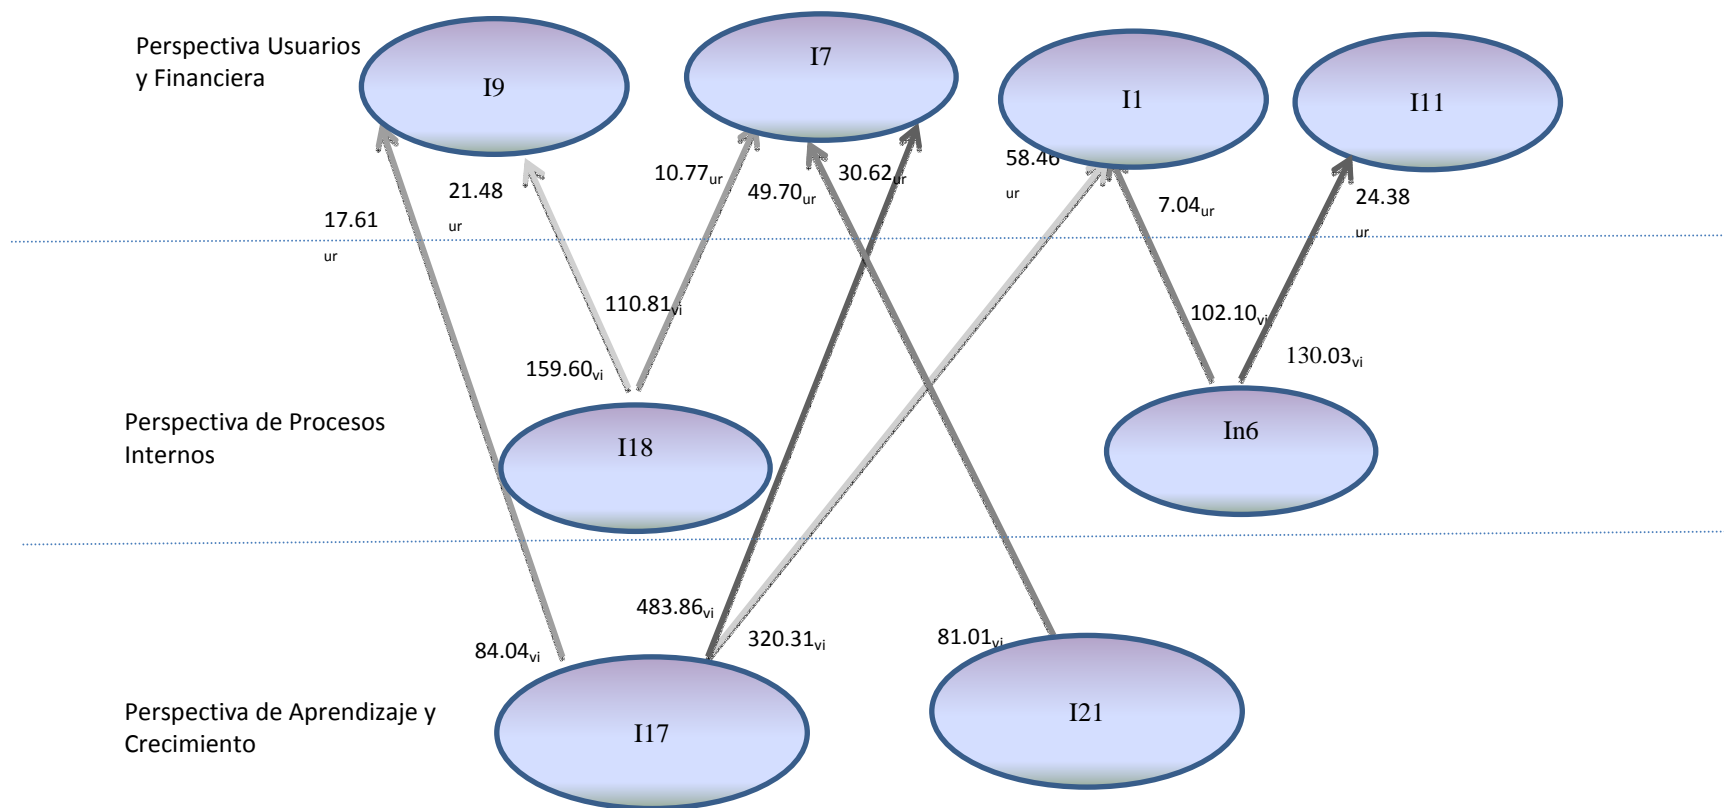 Perspectiva Usuarios
y Financiera
I9
I7
I1
I11
17.61
ur
21.48
ur
10.77ur
49.70ur
30.62ur
58.46
ur
7.04ur
24.38
ur
110.81vi
159.60vi
102.10vi
130.03vi
Perspectiva de Procesos
Internos
I18
In6
483.86vi
84.04vi
320.31vi
81.01vi
Perspectiva de Aprendizaje y
Crecimiento
I17
I21